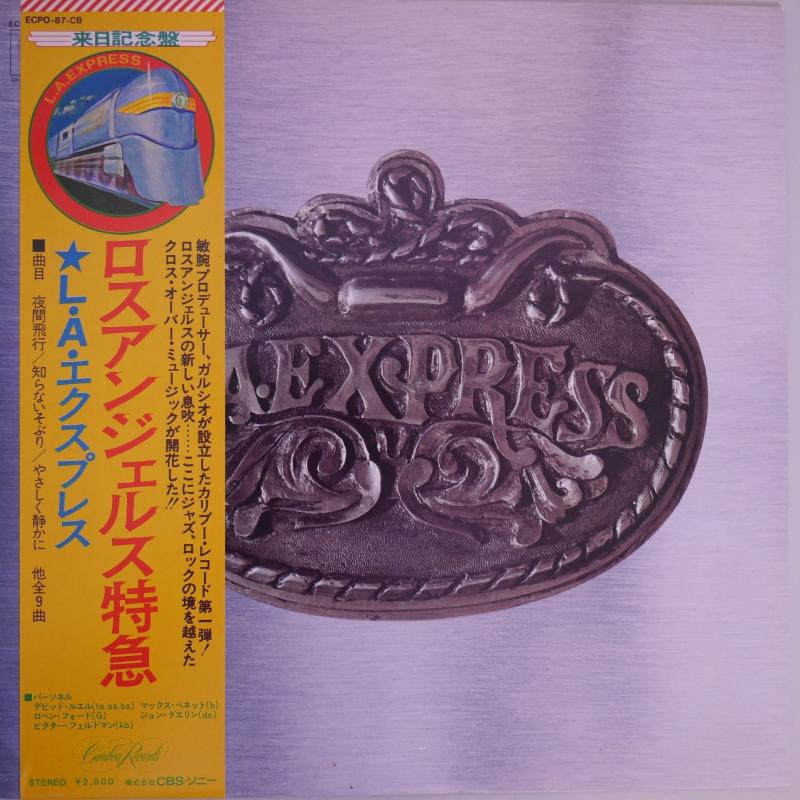 ECPO-87-CB
来日記念盤
L.A.EXPRESS
敏腕プロデューサー、ガルシオが設立したカリブー・レコード第一弾!
ロスアンジェルスの新しい息吹……ここにジャズ、ロックの境を越えた
クロス・オーバー・ミュージックが開花した!!
ロスアンジェルス特急
★L・A・エクスプレス
■曲目 夜間飛行/知らないそぶり/やさしく静かに 他全9曲
A.EXPRESS
■パーソネル
デビッド・ルエル(ts.ss.bs) マックス・ベネット(b)
ロベン・フォード(G) ジョン・グエリン(ds)
ビクター・フェルドマン(kb)
Caribou Records
STEREO ¥2,500 株式会社CBS・ソニー